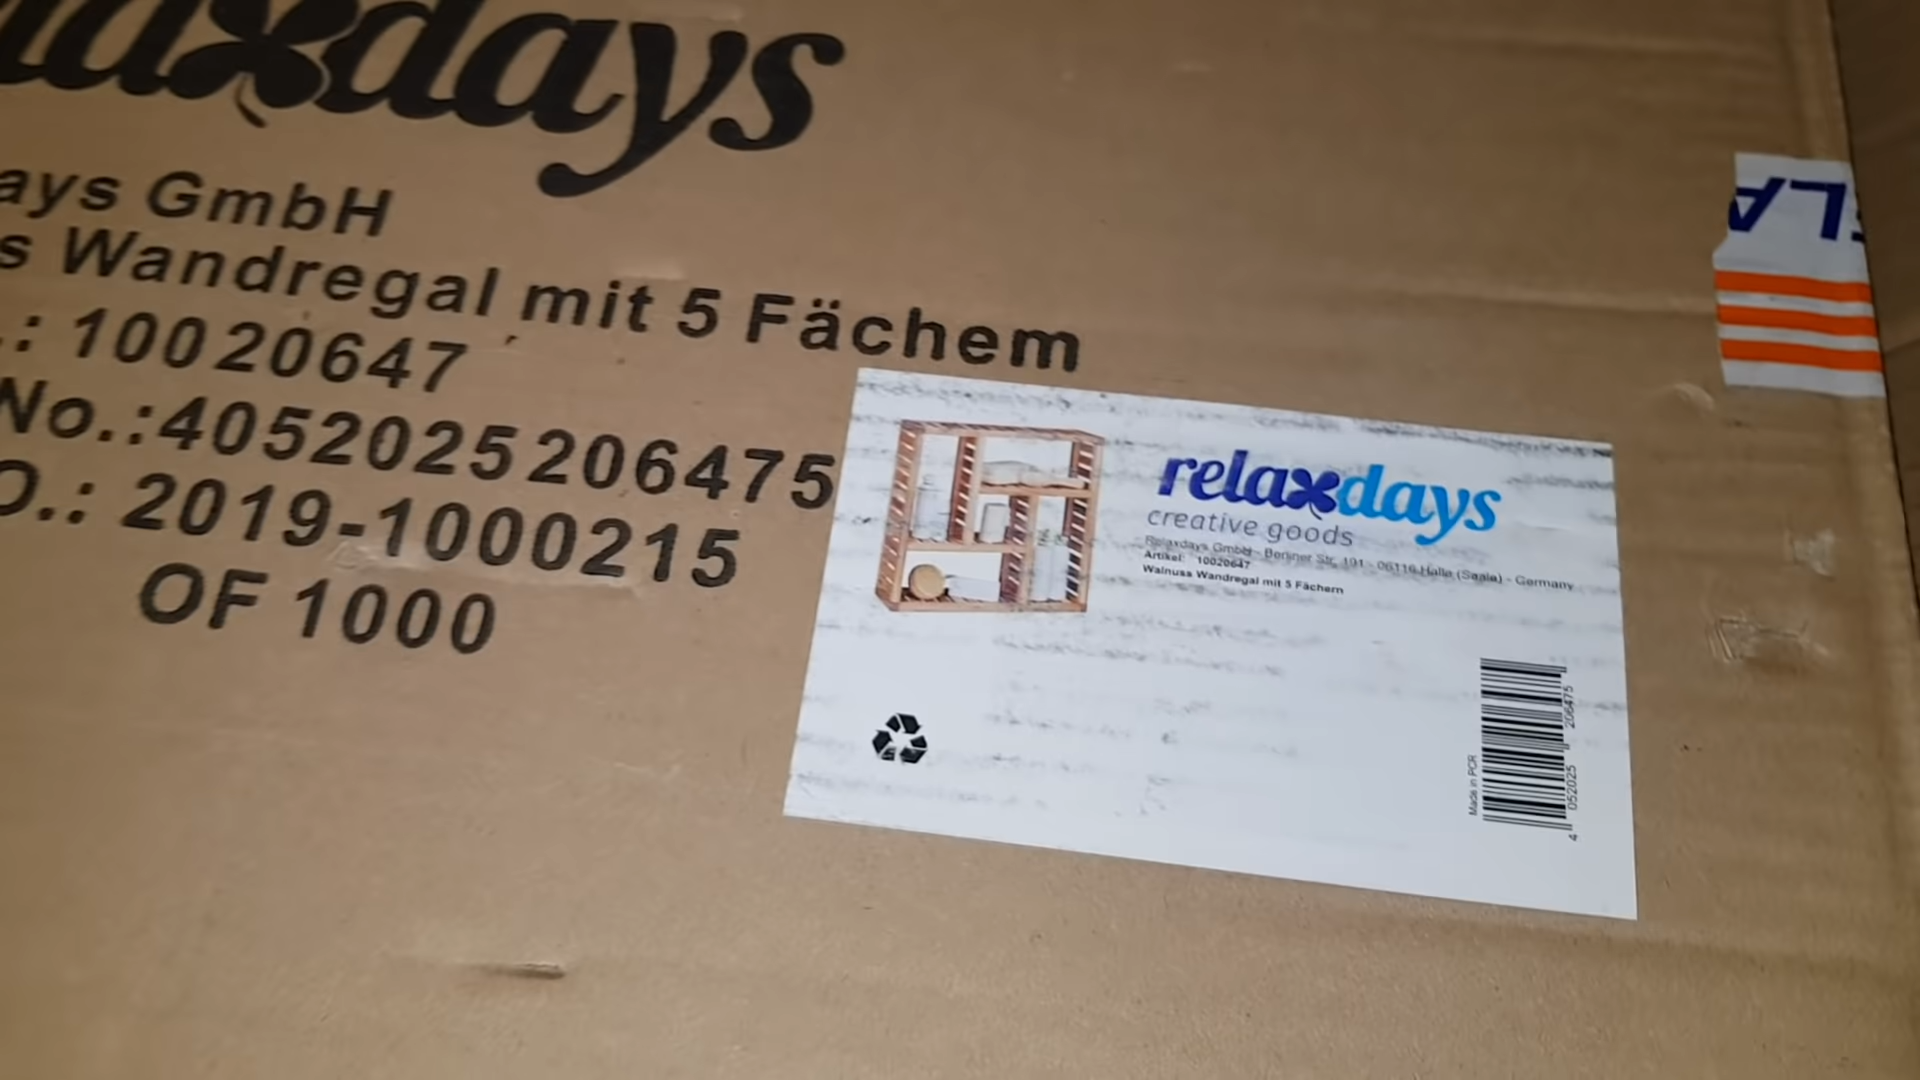 laxdays
ays GmbH
s Wandregal mit 5 Fächem
.: 10020647
No.:4052025206475
O.: 2019-1000215
OF 1000
relaxdays
creative goods
Relaxdays GmbH - Berliner Str. 191 - 06116 Halle (Saale) - Germany
Artikel: 10020647
Walnuss Wandregal mit 5 Fächern
Made in PCR
4 052025 206475
GLA